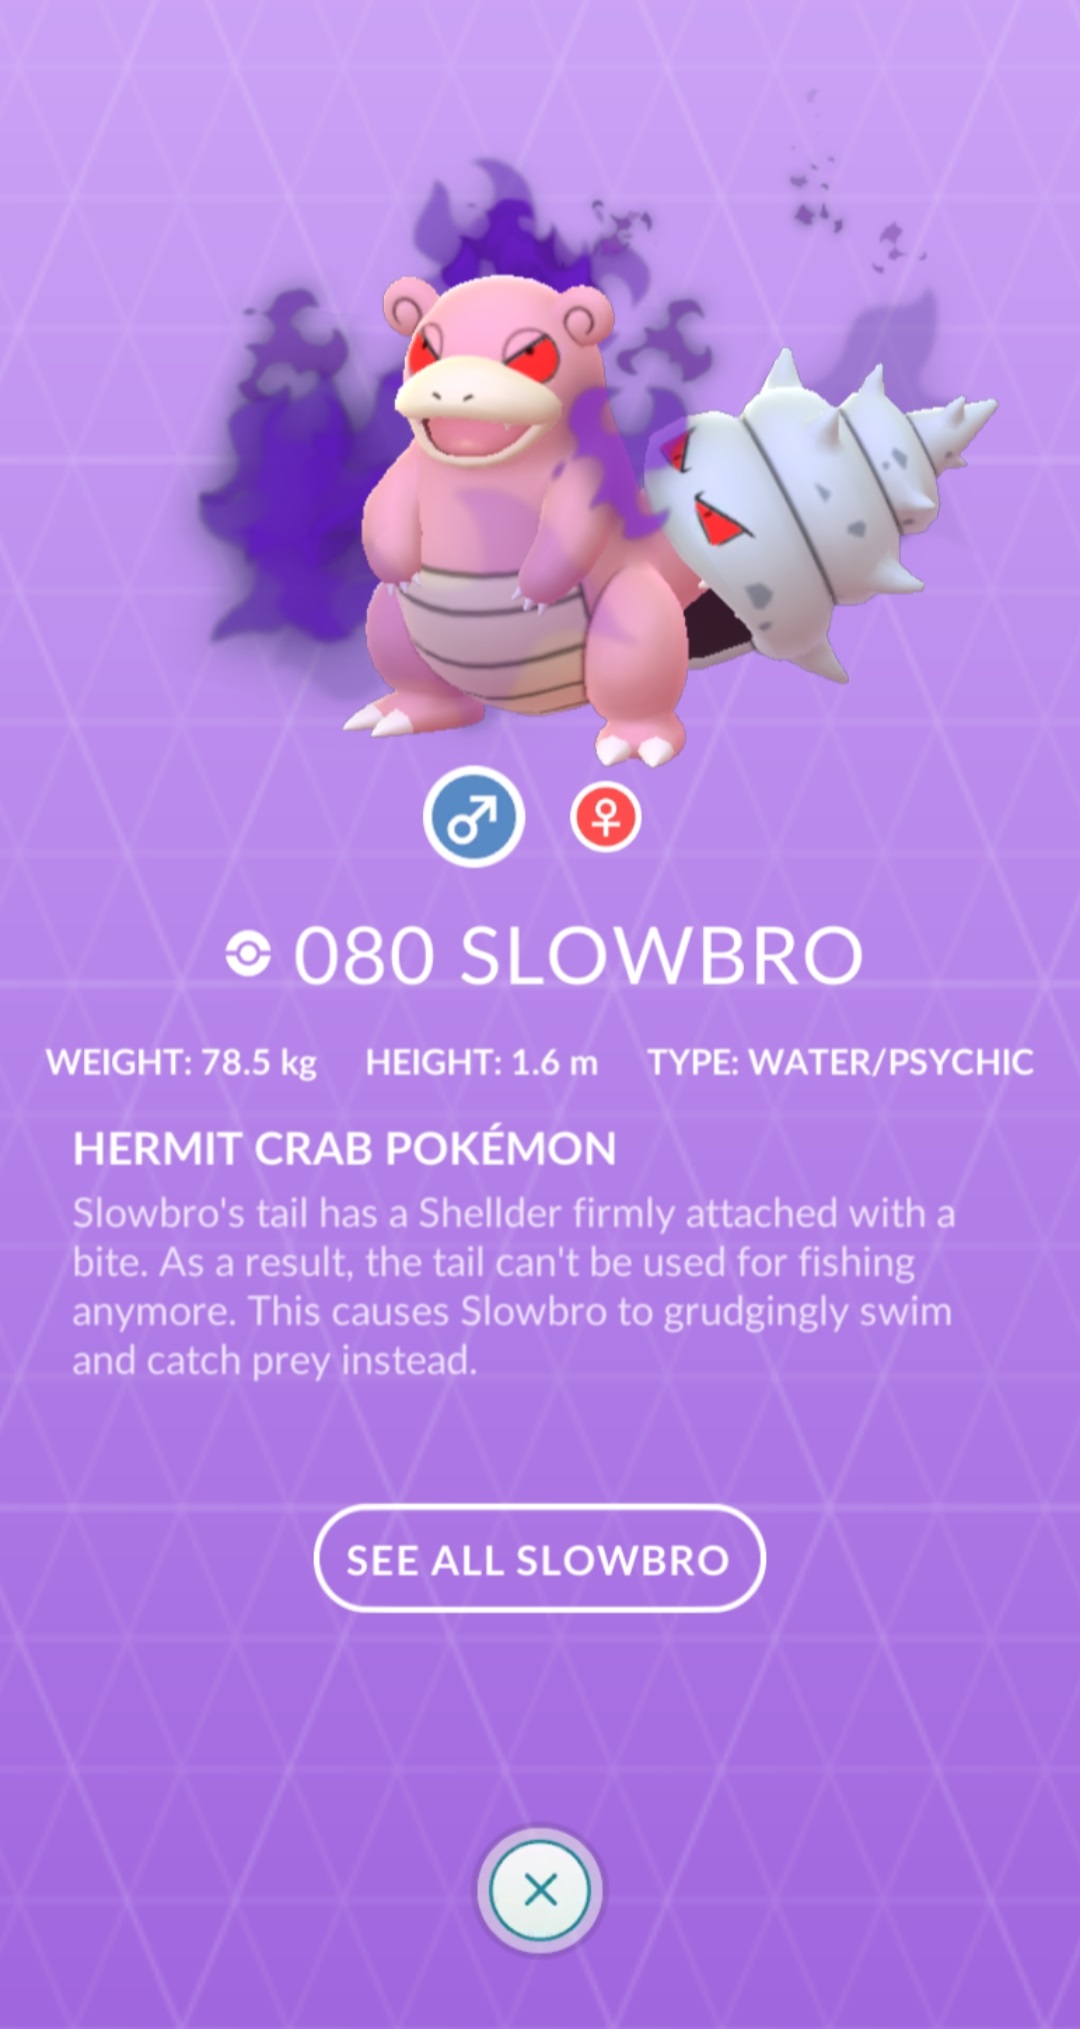 080 SLOWBRO
WEIGHT: 78.5 kg HEIGHT: 1.6 m TYPE: WATER/PSYCHIC
HERMIT CRAB POKÉMON
Slowbro's tail has a Shellder firmly attached with a
bite. As a result, the tail can't be used for fishing
anymore. This causes Slowbro to grudgingly swim
and catch prey instead.
SEE ALL SLOWBRO